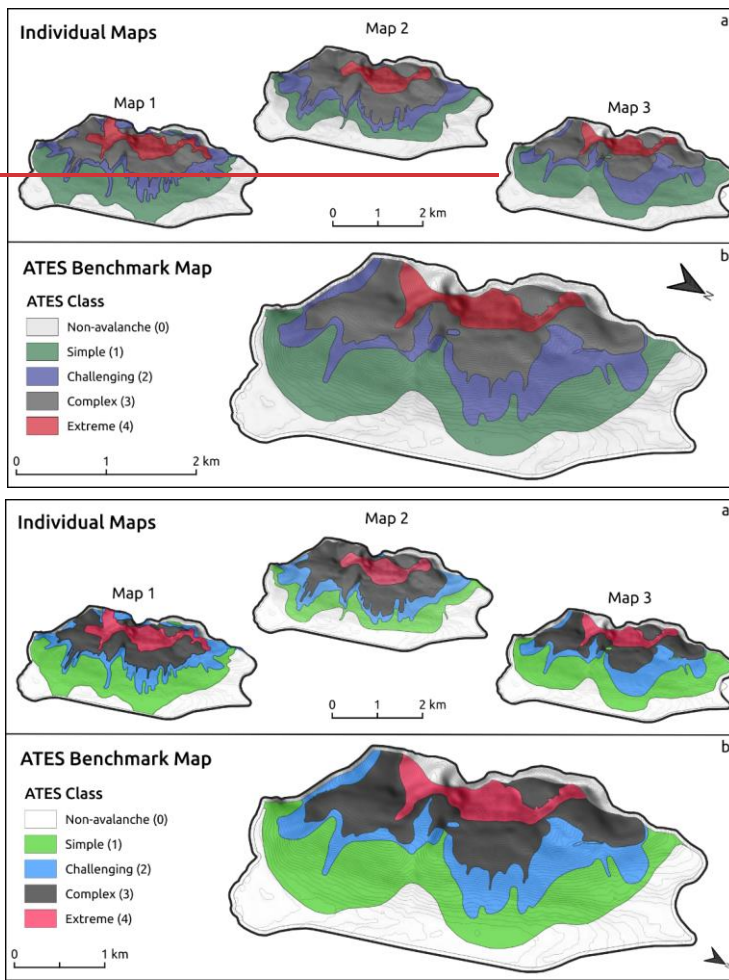 Individual Maps
Map 2
a
Map 1
Map 3
0 1 2 km
ATES Benchmark Map
b
ATES Class
Non-avalanche (0)
Simple (1)
Challenging (2)
Complex (3)
Extreme (4)
N
0 1 2 km
Individual Maps
Map 2
a
Map 1
Map 3
0 1 2 km
ATES Benchmark Map
b
ATES Class
Non-avalanche (0)
Simple (1)
Challenging (2)
Complex (3)
Extreme (4)
0 1 km